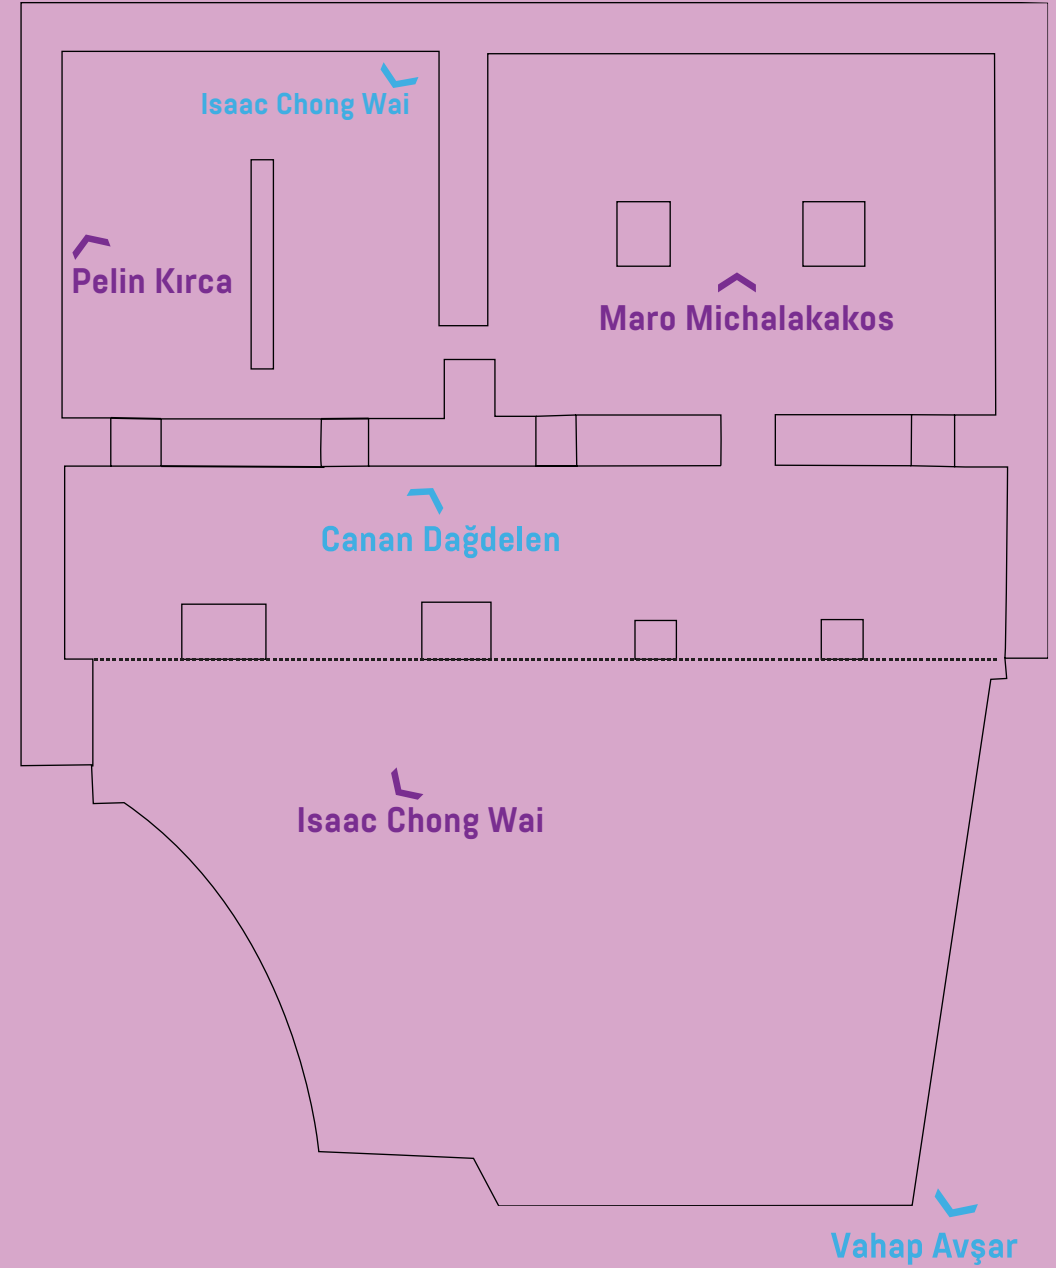 Isaac Chong Wai
Pelin Kırca
Maro Michalakakos
Canan Dağdelen
Isaac Chong Wai
Vahap Avşar